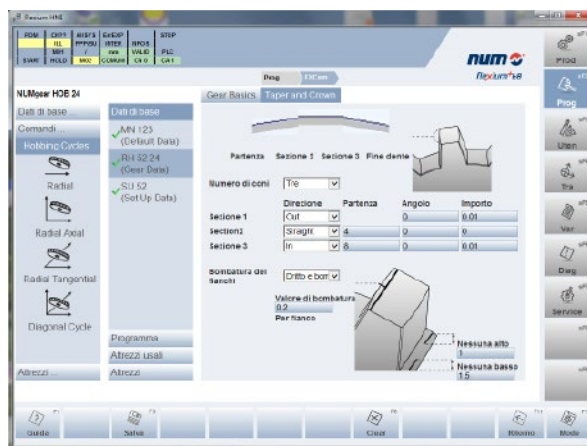 Flexium HMI
num
flexium+8
Prog
NUMgear HOB 24
Dati di base ...
Comandi ...
Hobbing Cycles
Radial
Radial Axial
Radial Tangential
Diagonal Cycle
Attrezzi ...
Dati di base
MN 123
(Default Data)
RH 52 24
(Gear Data)
SU 52
(Set Up Data)
Programma
Attrezzi usati
Attrezzi
Gear Basics
Taper and Crown
Partenza Sezione 1 Sezione 3 Fine dente
Numero di coni Tre
Direzione Partenza Angolo Importo
Sezione 1 Out 0 0.01
Section2 Straight 4 0 0
Sezione 3 In 8 0 0.01
Bombatura dei fianchi
Dritto e bom
Valore di bombatura
0.2
Per fianco
Nessuna alto
1
Nessuna basso
1.5
Prod
Prog
Uten
Tra
Var
Diag
Service
Guide
Salva
Clear
Ritorno
Mode